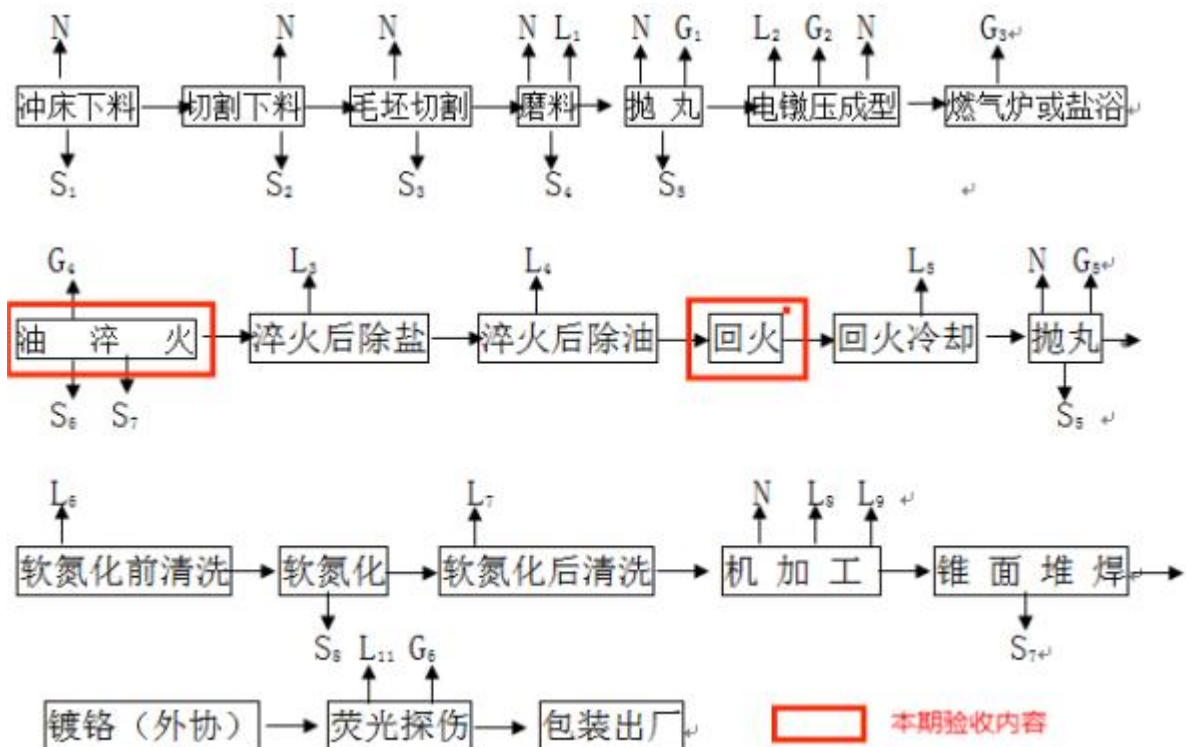 N N N N L₁ N G₁ L₂ G₂ N G₃
冲床下料 切割下料 毛坯切割 磨料 抛丸 电镦压成型 燃气炉或盐浴
S₁ S₂ S₃ S₄ S₅
G₄ L₃ L₄ L₅ N G₅
油淬火 淬火后除盐 淬火后除油 回火 回火冷却 抛丸
S₆ S₇ S₅
L₆ L₇ N L₈ L₉
软氮化前清洗 软氮化 软氮化后清洗 机加工 锥面堆焊
S₈ L₁₁ G₆ S₇
镀铬（外协） 荧光探伤 包装出厂 本期验收内容